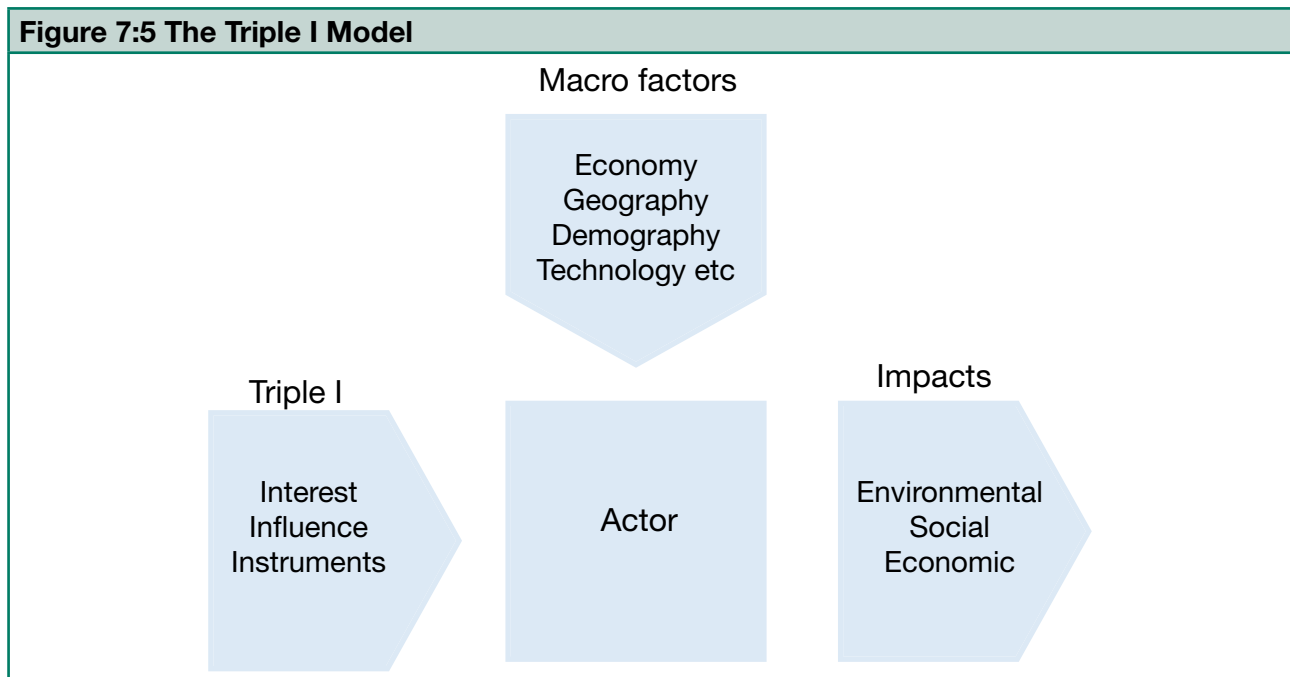 Figure 7:5 The Triple I Model
Macro factors
Economy
Geography
Demography
Technology etc
Triple I
Interest
Influence
Instruments
Actor
Impacts
Environmental
Social
Economic